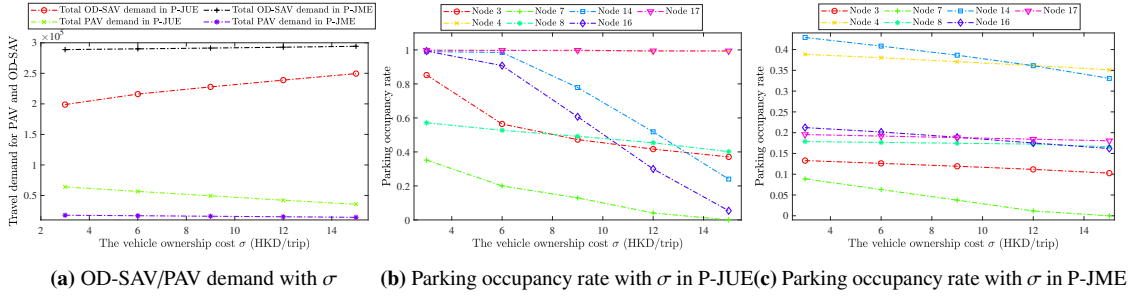 Total OD-SAV demand in P-JUE
Total OD-SAV demand in P-JME
Total PAV demand in P-JUE
Total PAV demand in P-JME
×10^5
Travel demand for PAV and OD-SAV
3
2.5
2
1.5
1
0.5
2 4 6 8 10 12 14
The vehicle ownership cost σ (HKD/trip)
(a) OD-SAV/PAV demand with σ
Node 3 Node 7 Node 14 Node 17
Node 4 Node 8 Node 16
Parking occupancy rate
1
0.8
0.6
0.4
0.2
0
4 6 8 10 12 14
The vehicle ownership cost σ (HKD/trip)
(b) Parking occupancy rate with σ in P-JUE
Node 3 Node 7 Node 14 Node 17
Node 4 Node 8 Node 16
Parking occupancy rate
0.4
0.35
0.3
0.25
0.2
0.15
0.1
0.05
0
4 6 8 10 12 14
The vehicle ownership cost σ (HKD/trip)
(c) Parking occupancy rate with σ in P-JME